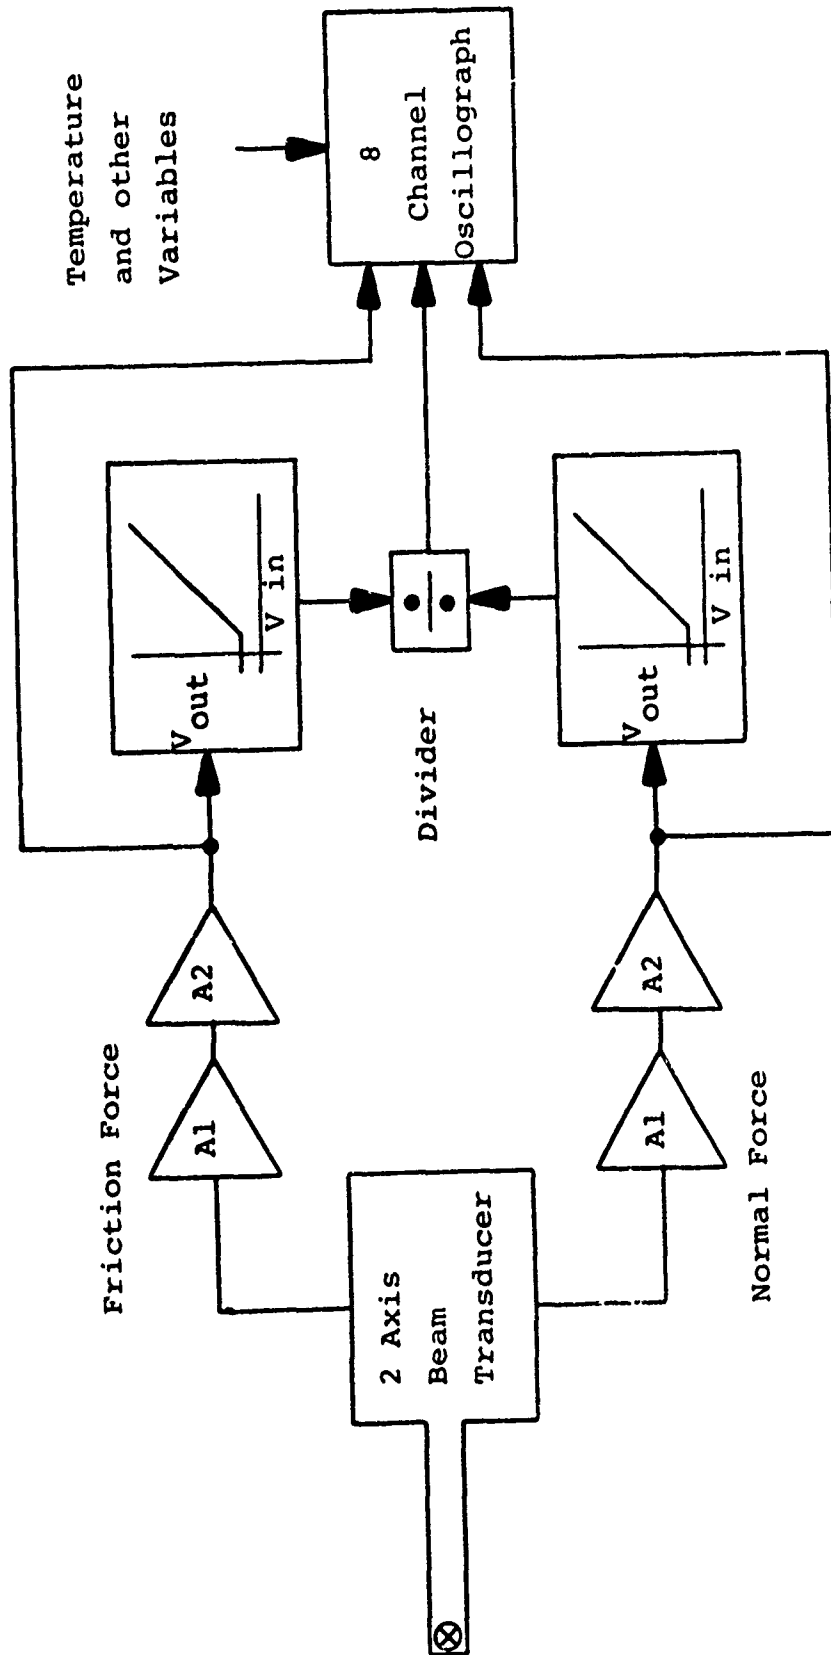 Temperature
and other
Variables
8
Channel
Oscillograph
V out
V in
Divider
V out
V in
Friction Force
A1
A2
A1
A2
Normal Force
2 Axis
Beam
Transducer